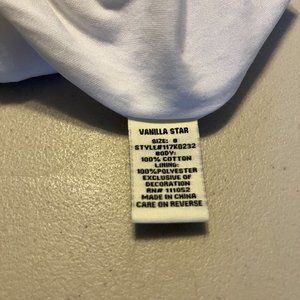 VANILLA STAR
SIZE: 8
STYLE#117K0232
BODY:
100% COTTON
LINING:
100%POLYESTER
EXCLUSIVE OF
DECORATION
RN# 111052
MADE IN CHINA
CARE ON REVERSE